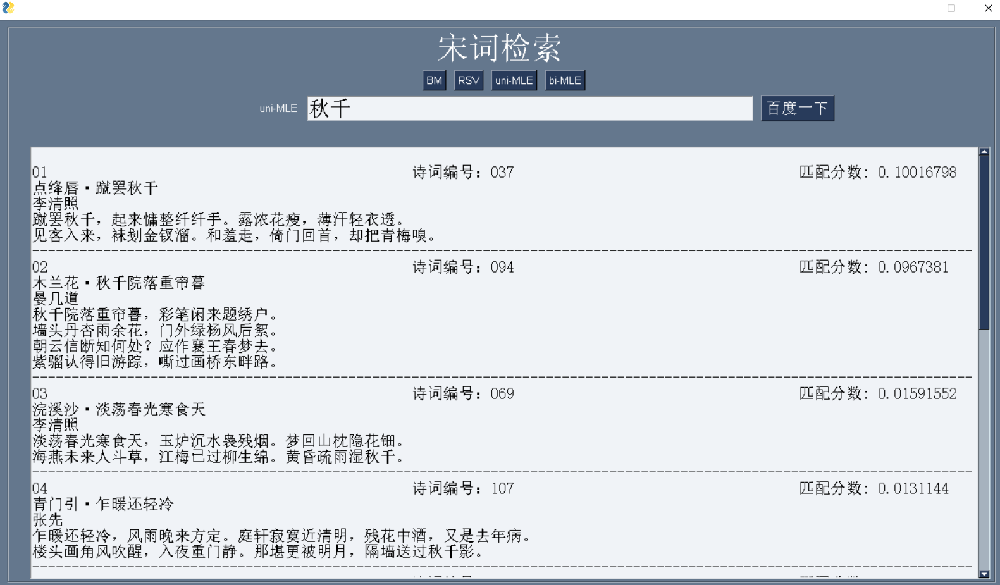 宋词检索
BM RSV uni-MLE bi-MLE
uni-MLE 秋千 百度一下
01 诗词编号：037 匹配分数: 0.10016798
点绛唇·蹴罢秋千
李清照
蹴罢秋千，起来慵整纤纤手。露浓花瘦，薄汗轻衣透。
见客入来，袜刬金钗溜。和羞走，倚门回首，却把青梅嗅。
02 诗词编号：094 匹配分数: 0.0967381
木兰花·秋千院落重帘暮
晏几道
秋千院落重帘暮，彩笔闲来题绣户。
墙头丹杏雨余花，门外绿杨风后絮。
朝云信断知何处？应作襄王春梦去。
紫骝认得旧游踪，嘶过画桥东畔路。
03 诗词编号：069 匹配分数: 0.01591552
浣溪沙·淡荡春光寒食天
李清照
淡荡春光寒食天，玉炉沉水袅残烟。梦回山枕隐花钿。
海燕未来人斗草，江梅已过柳生绵。黄昏疏雨湿秋千。
04 诗词编号：107 匹配分数: 0.0131144
青门引·乍暖还轻冷
张先
乍暖还轻冷，风雨晚来方定。庭轩寂寞近清明，残花中酒，又是去年病。
楼头画角风吹醒，入夜重门静。那堪更被明月，隔墙送过秋千影。